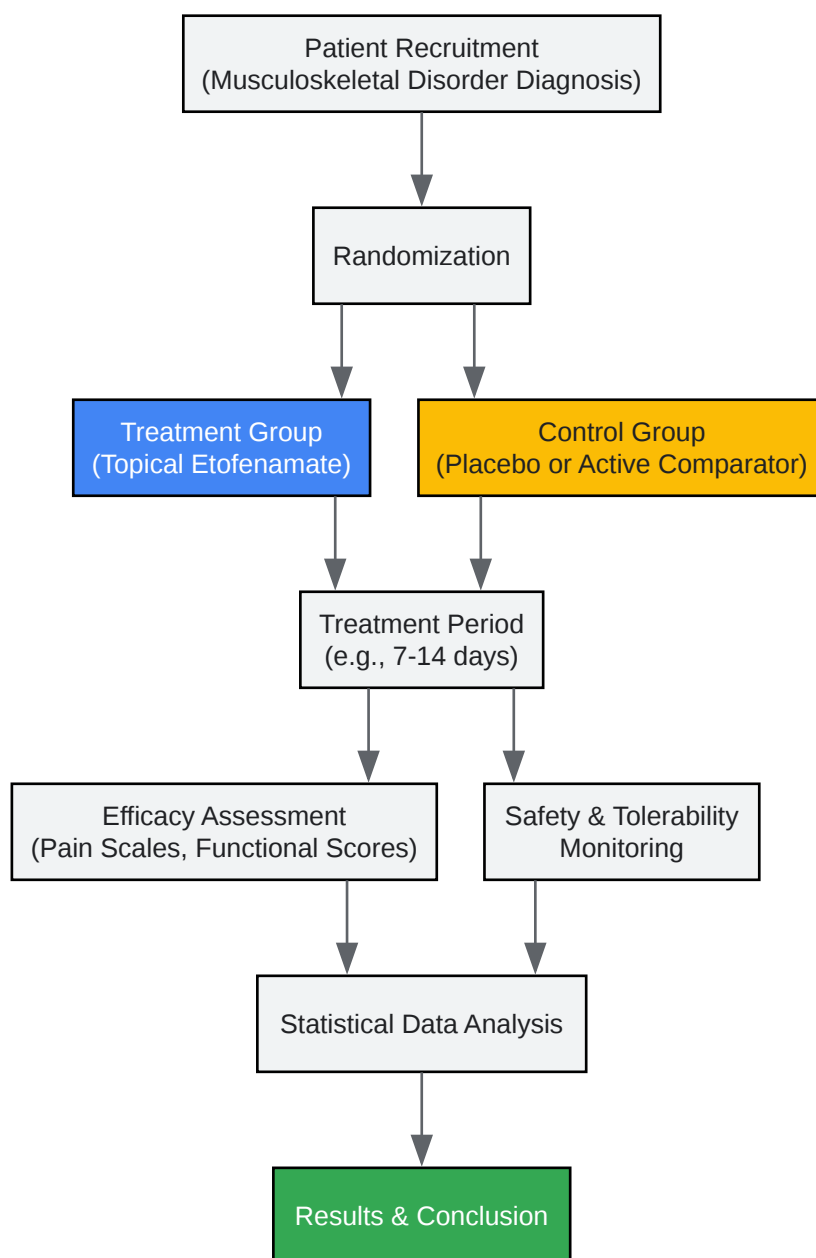 Patient Recruitment
(Musculoskeletal Disorder Diagnosis)
Randomization
Treatment Group
(Topical Etofenamate)
Control Group
(Placebo or Active Comparator)
Treatment Period
(e.g., 7-14 days)
Efficacy Assessment
(Pain Scales, Functional Scores)
Safety & Tolerability
Monitoring
Statistical Data Analysis
Results & Conclusion